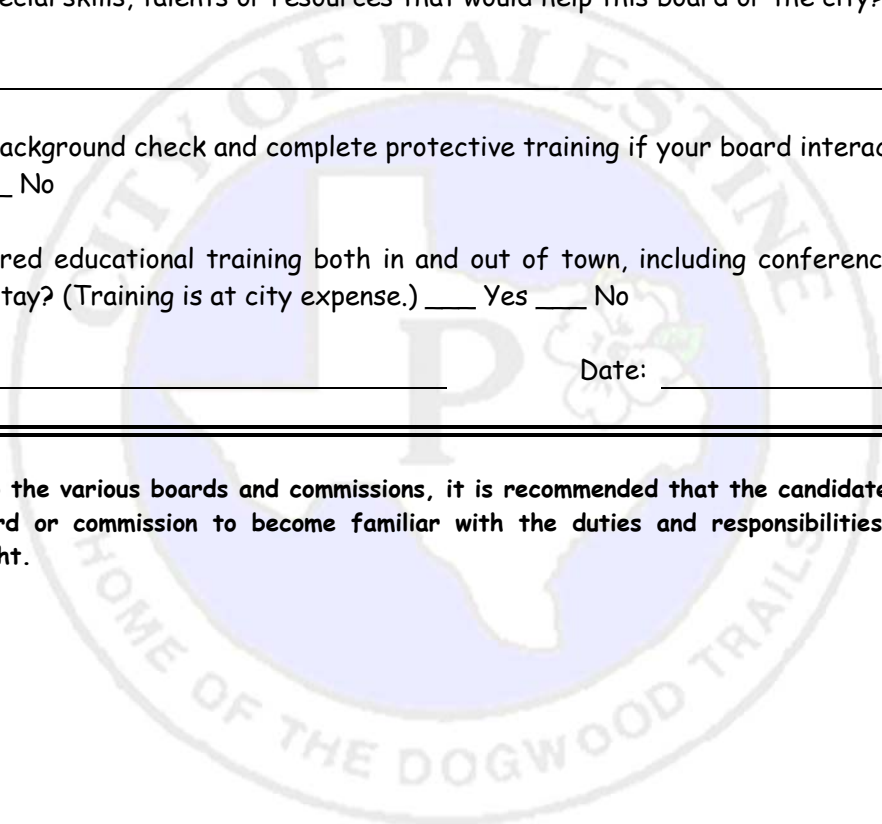 ecial skills, talents or resources that would help this board or the city?
ackground check and complete protective training if your board interac
_ No
red educational training both in and out of town, including conferenc
tay? (Training is at city expense.) ___ Yes ___ No
Date:
the various boards and commissions, it is recommended that the candidate
rd or commission to become familiar with the duties and responsibilities
ht.
CITY OF PALESTINE
P
HOME OF THE DOGWOOD TRAILS